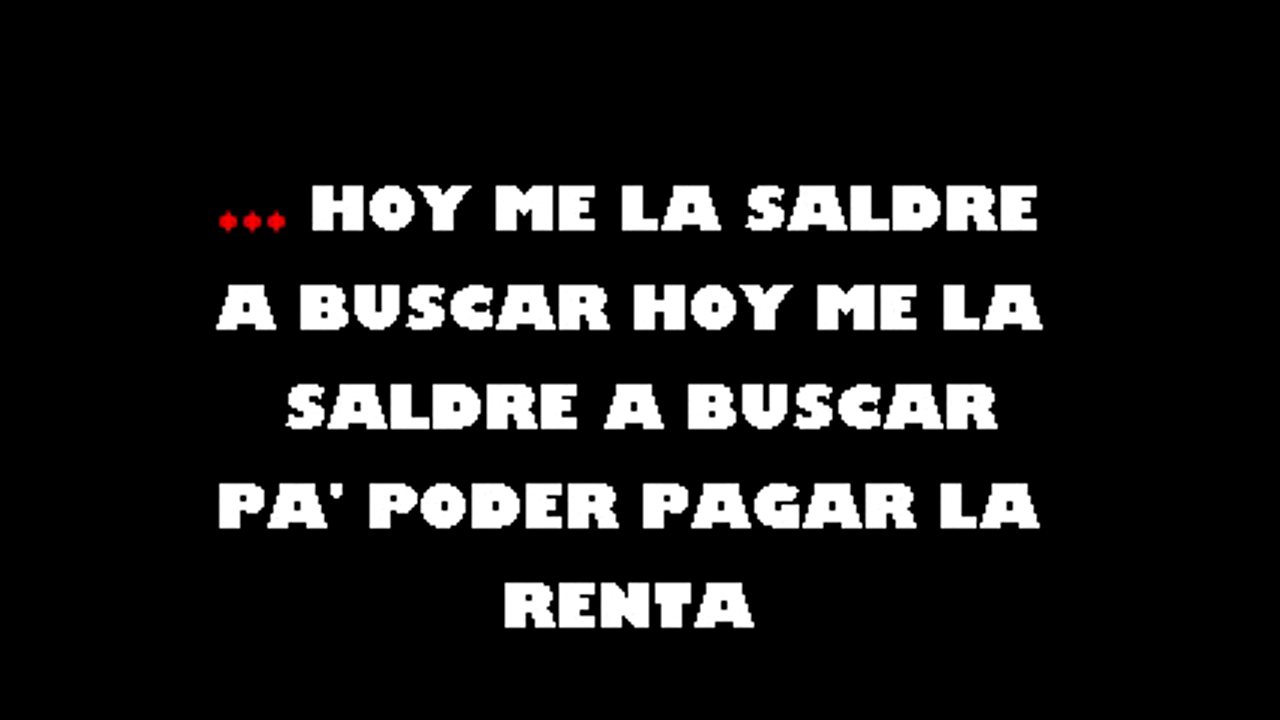 ... HOY ME LA SALDRE
A BUSCAR HOY ME LA
SALDRE A BUSCAR
PA' PODER PAGAR LA
RENTA